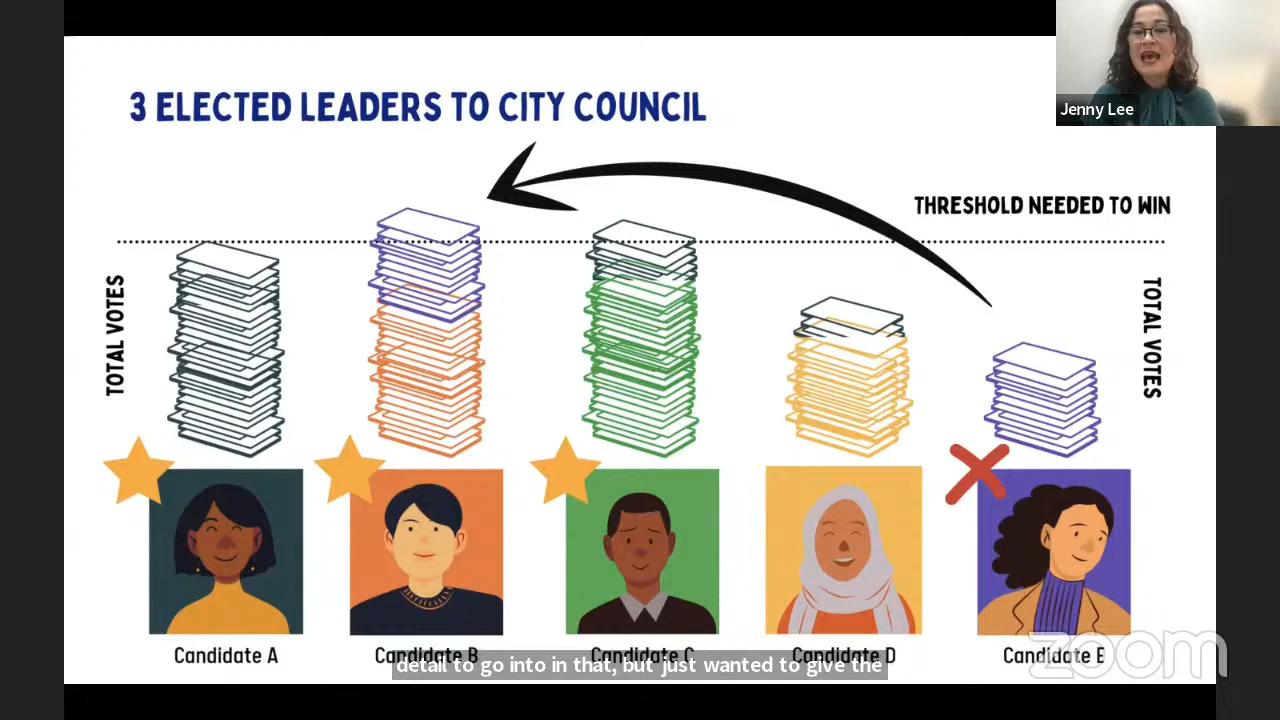 Jenny Lee
3 ELECTED LEADERS TO CITY COUNCIL
THRESHOLD NEEDED TO WIN
TOTAL VOTES
TOTAL VOTES
Candidate A
Candidate B
Candidate C
Candidate D
Candidate E
detail to go into in that, but just wanted to give the
zoom